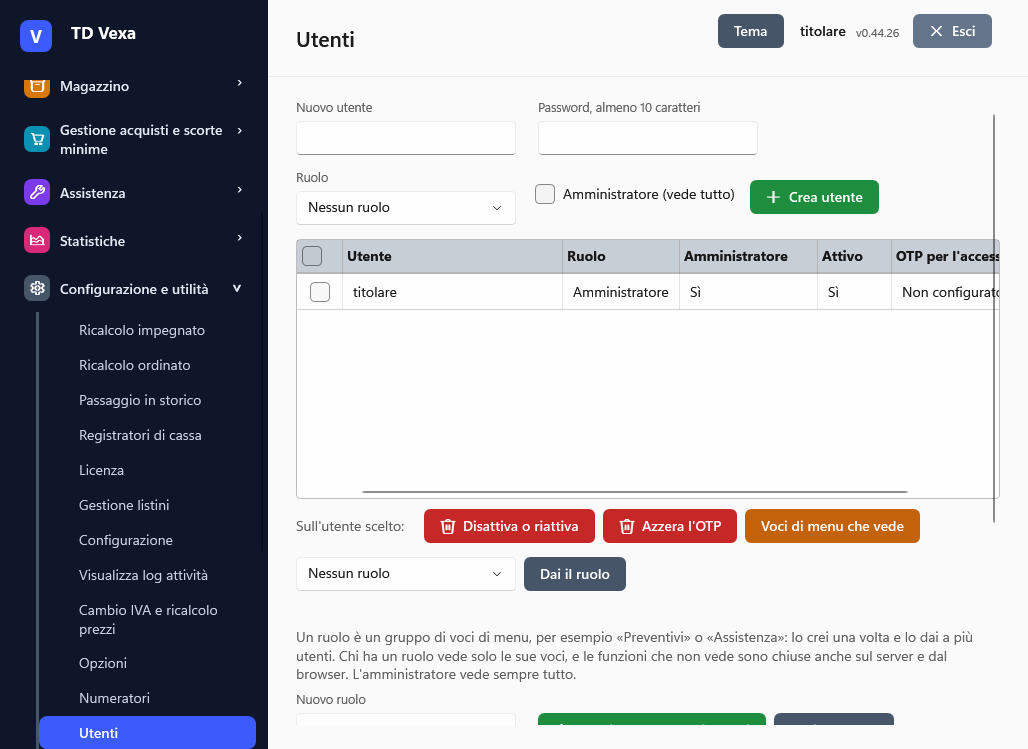 V
TD Vexa
Magazzino
Gestione acquisti e scorte
minime
Assistenza
Statistiche
Configurazione e utilità
Ricalcolo impegnato
Ricalcolo ordinato
Passaggio in storico
Registratori di cassa
Licenza
Gestione listini
Configurazione
Visualizza log attività
Cambio IVA e ricalcolo
prezzi
Opzioni
Numeratori
Utenti
Utenti
Tema
titolare v0.44.26
Esci
Nuovo utente
Password, almeno 10 caratteri
Ruolo
Nessun ruolo
Amministratore (vede tutto)
Crea utente
Utente Ruolo Amministratore Attivo OTP per l'access
titolare Amministratore Sì Sì Non configurato
Sull'utente scelto: Disattiva o riattiva Azzera l'OTP Voci di menu che vede
Nessun ruolo Dai il ruolo
Un ruolo è un gruppo di voci di menu, per esempio «Preventivi» o «Assistenza»: lo crei una volta e lo dai a più
utenti. Chi ha un ruolo vede solo le sue voci, e le funzioni che non vede sono chiuse anche sul server e dal
browser. L'amministratore vede sempre tutto.
Nuovo ruolo